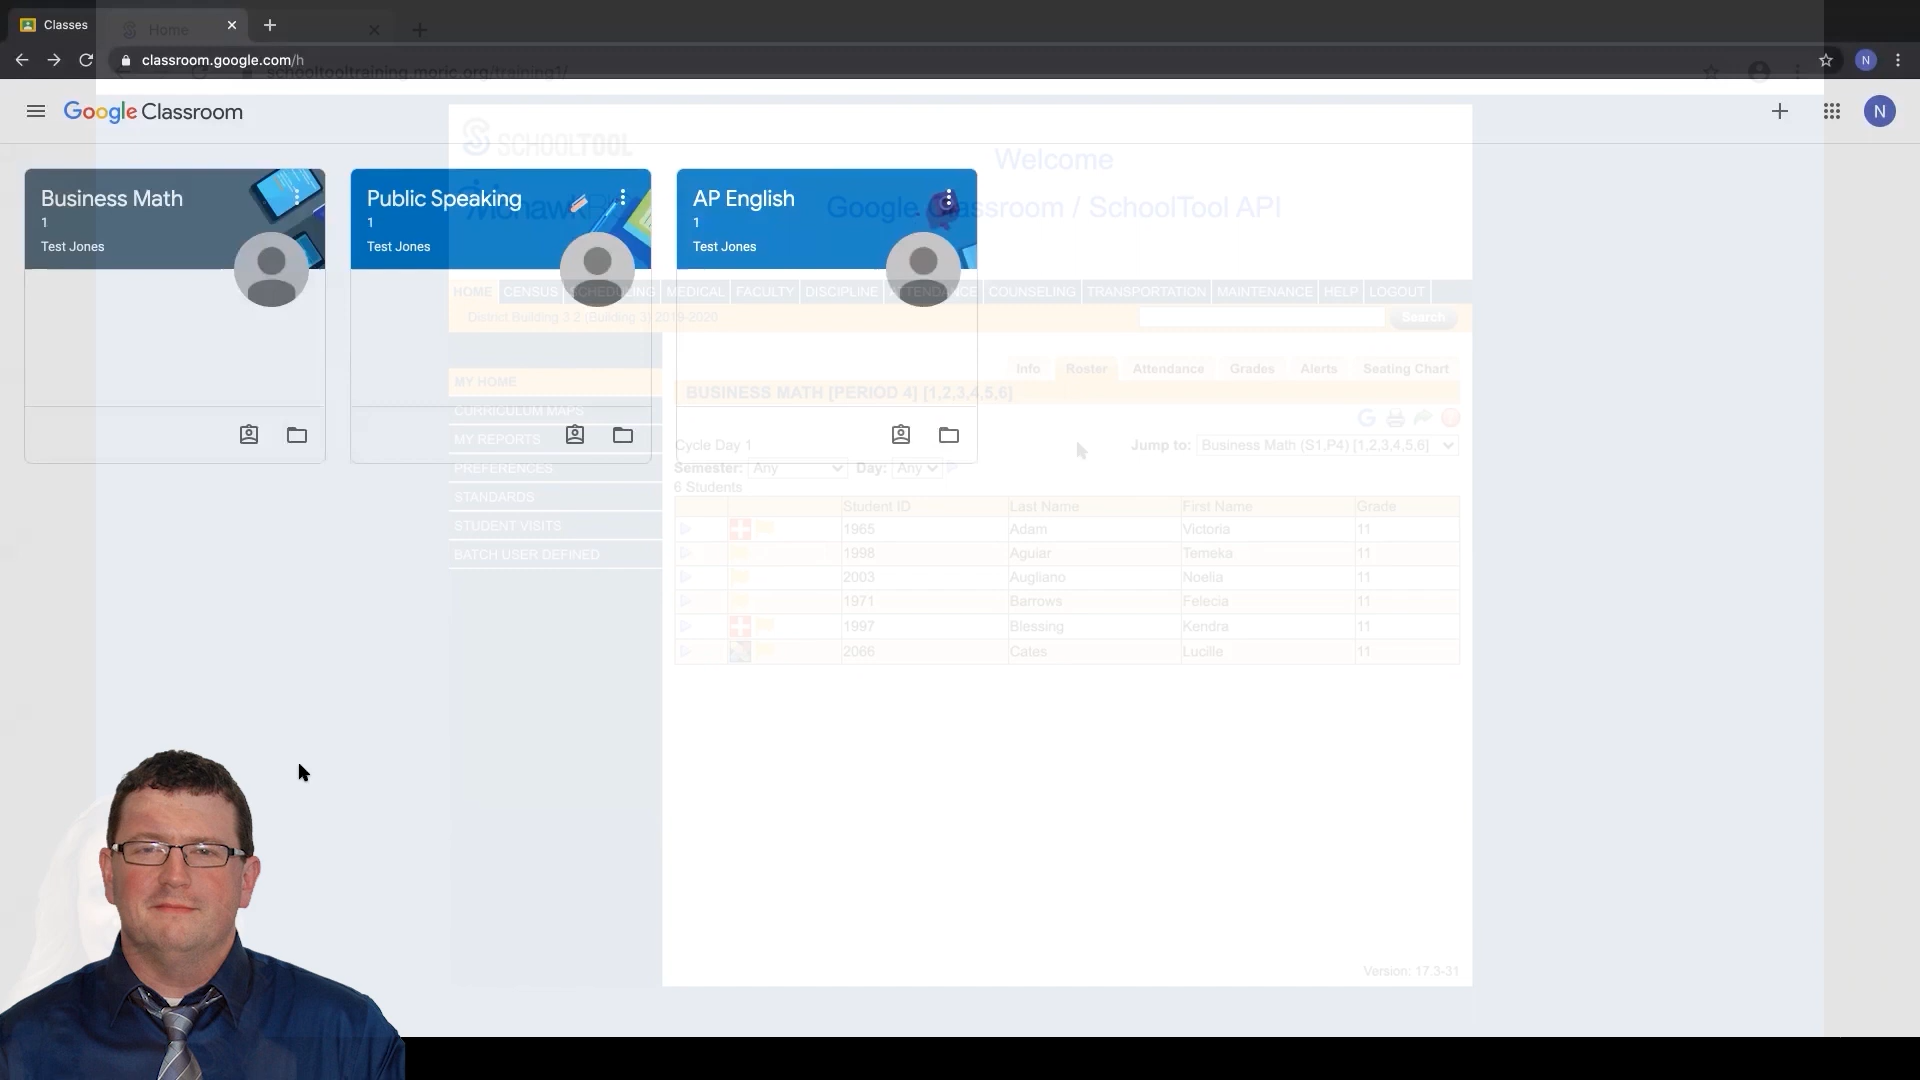 Classes
Home
classroom.google.com/h
schooltooltraining.moric.org/training1/
N
Google Classroom
N
SCHOOLTOOL
Welcome
Google Classroom / SchoolTool API
Business Math
1
Test Jones
Public Speaking
1
Test Jones
AP English
1
Test Jones
HOME CENSUS SCHEDULING MEDICAL FACULTY DISCIPLINE ATTENDANCE COUNSELING TRANSPORTATION MAINTENANCE HELP LOGOUT
District Building 3.2 (Building 3) 2019-2020
Search
Info Roster Attendance Grades Alerts Seating Chart
MY HOME
CURRICULUM MAPS
MY REPORTS
PREFERENCES
STANDARDS
STUDENT VISITS
BATCH USER DEFINED
BUSINESS MATH [PERIOD 4] [1,2,3,4,5,6]
Cycle Day 1
Jump to: Business Math (S1,P4) [1,2,3,4,5,6]
Semester: Any Day: Any
6 Students
Student ID Last Name First Name Grade
1965 Adam Victoria 11
1998 Aguiar Temeka 11
2003 Augliano Noelia 11
1971 Barrows Felecia 11
1997 Blessing Kendra 11
2066 Cates Lucille 11
Version: 17.3-31